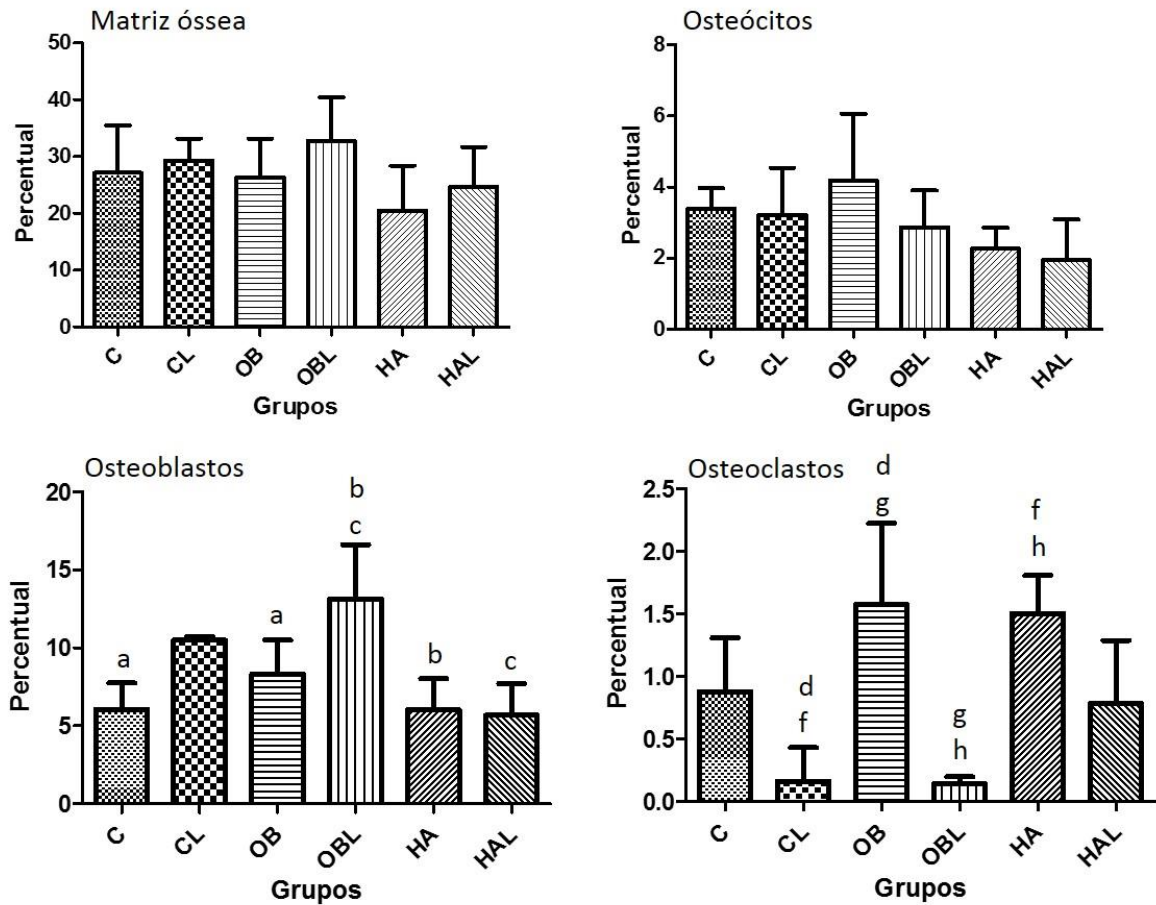 Matriz óssea
Percentual
50
40
30
20
10
0
C CL OB OBL HA HAL
Grupos
Osteócitos
Percentual
8
6
4
2
0
C CL OB OBL HA HAL
Grupos
Osteoblastos
Percentual
20
15
10
5
0
a
a
b
c
b
c
C CL OB OBL HA HAL
Grupos
Osteoclastos
Percentual
2.5
2.0
1.5
1.0
0.5
0.0
d
f
d
g
g
h
f
h
C CL OB OBL HA HAL
Grupos